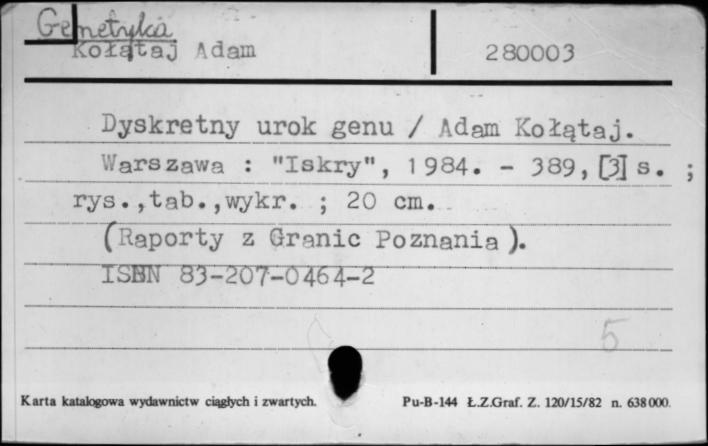 Genetyka
Kołątaj Adam 280003
Dyskretny urok genu / Adam Kołątaj.
Warszawa : "Iskry", 1984. - 389, [3] s. ;
rys.,tab.,wykr. ; 20 cm.
(Raporty z Granic Poznania).
ISBN 83-207-0464-2
5
Karta katalogowa wydawnictw ciągłych i zwartych. Pu-B-144 Ł.Z.Graf. Z. 120/15/82 n. 638000.